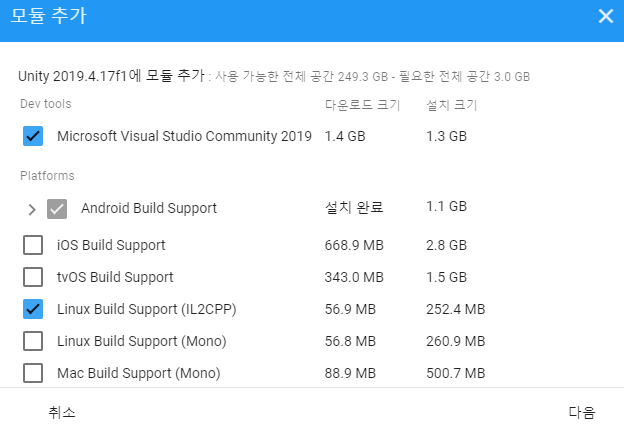 모듈 추가
Unity 2019.4.17f1에 모듈 추가 : 사용 가능한 전체 공간 249.3 GB - 필요한 전체 공간 3.0 GB
Dev tools 다운로드 크기 설치 크기
Microsoft Visual Studio Community 2019 1.4 GB 1.3 GB
Platforms
Android Build Support 설치 완료 1.1 GB
iOS Build Support 668.9 MB 2.8 GB
tvOS Build Support 343.0 MB 1.5 GB
Linux Build Support (IL2CPP) 56.9 MB 252.4 MB
Linux Build Support (Mono) 56.8 MB 260.9 MB
Mac Build Support (Mono) 88.9 MB 500.7 MB
취소 다음